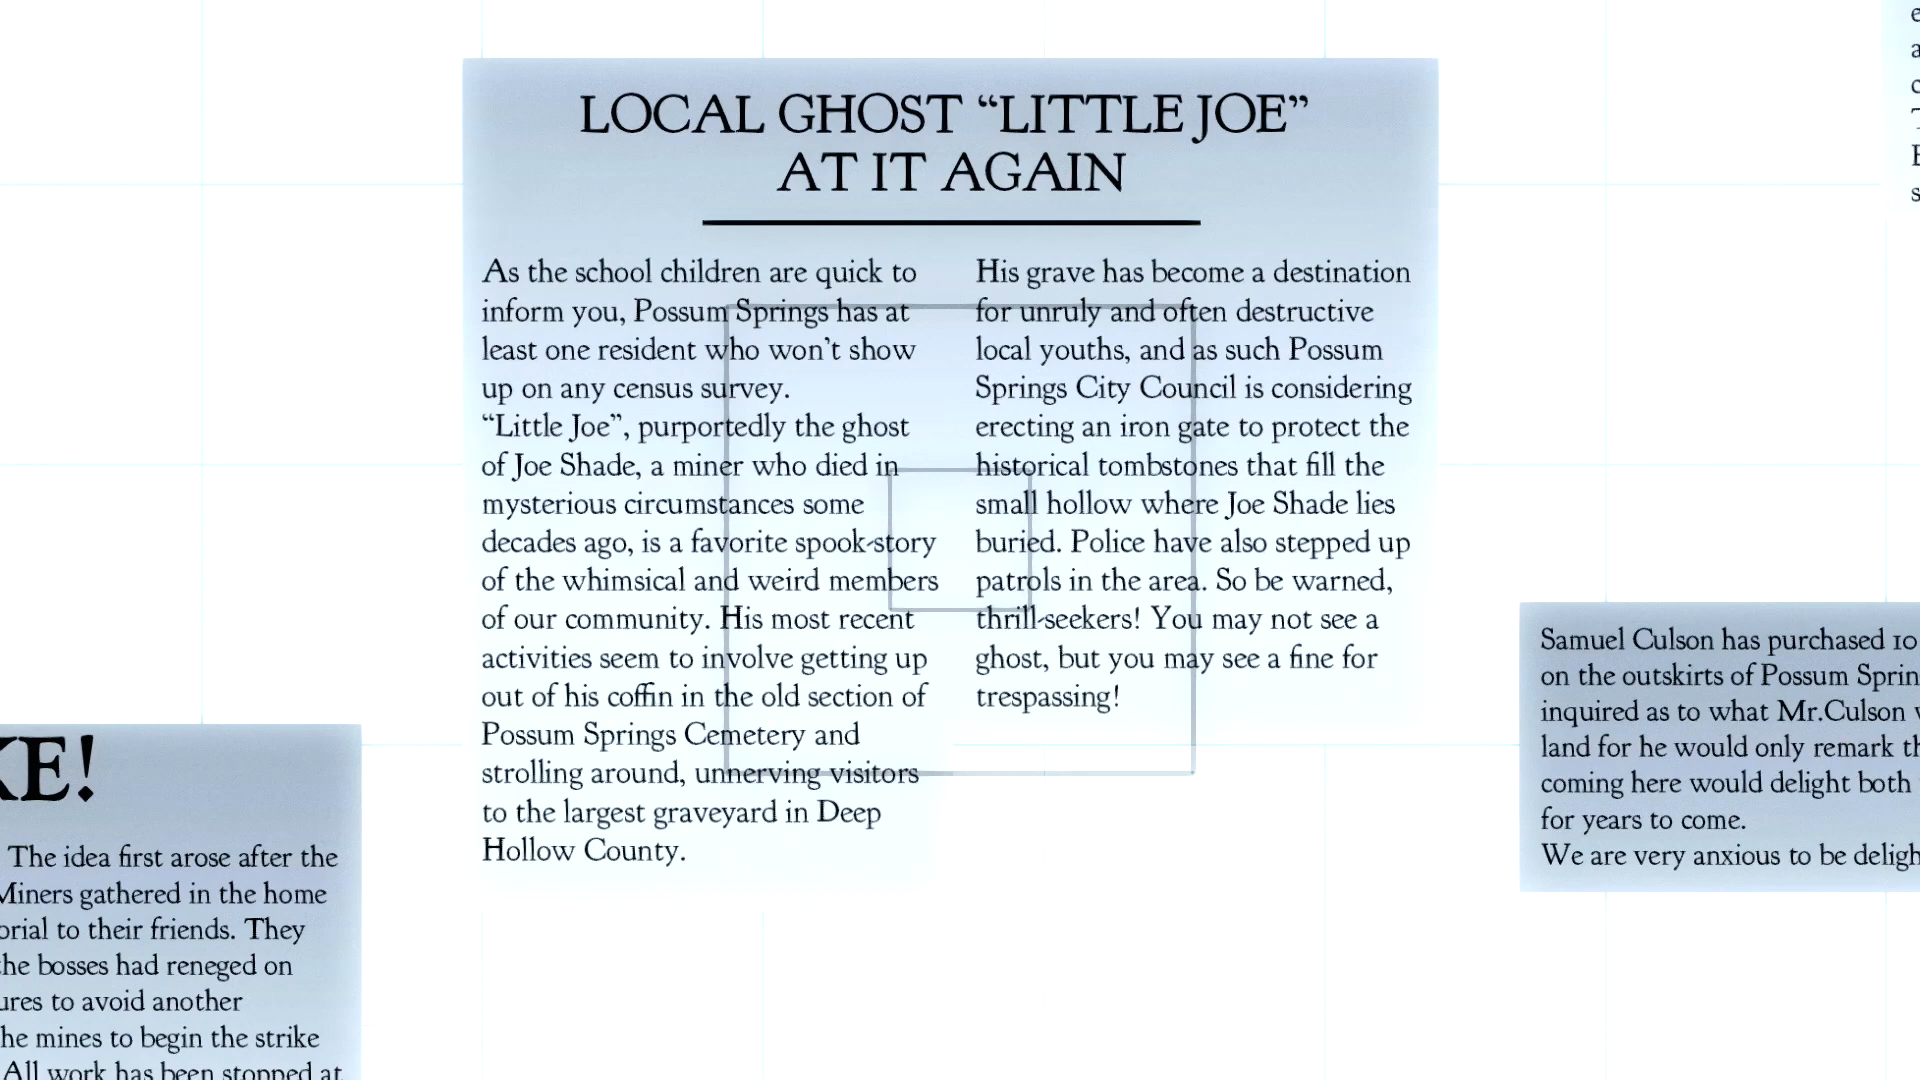 LOCAL GHOST “LITTLE JOE”
AT IT AGAIN
As the school children are quick to
inform you, Possum Springs has at
least one resident who won’t show
up on any census survey.
“Little Joe”, purportedly the ghost
of Joe Shade, a miner who died in
mysterious circumstances some
decades ago, is a favorite spook-story
of the whimsical and weird members
of our community. His most recent
activities seem to involve getting up
out of his coffin in the old section of
Possum Springs Cemetery and
strolling around, unnerving visitors
to the largest graveyard in Deep
Hollow County.
His grave has become a destination
for unruly and often destructive
local youths, and as such Possum
Springs City Council is considering
erecting an iron gate to protect the
historical tombstones that fill the
small hollow where Joe Shade lies
buried. Police have also stepped up
patrols in the area. So be warned,
thrill-seekers! You may not see a
ghost, but you may see a fine for
trespassing!
KE!
The idea first arose after the
Miners gathered in the home
orial to their friends. They
the bosses had reneged on
ures to avoid another
he mines to begin the strike
All work has been stopped at
Samuel Culson has purchased 10
on the outskirts of Possum Sprin
inquired as to what Mr.Culson
land for he would only remark th
coming here would delight both
for years to come.
We are very anxious to be deligh